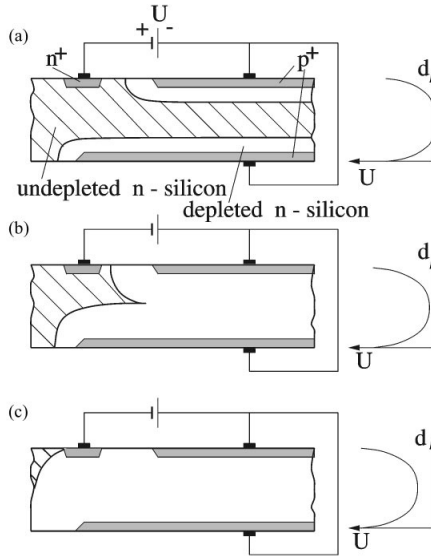 (a)
U
+ -
n+
p+
d
undepleted n - silicon
U
depleted n - silicon
(b)
d
U
(c)
d
U